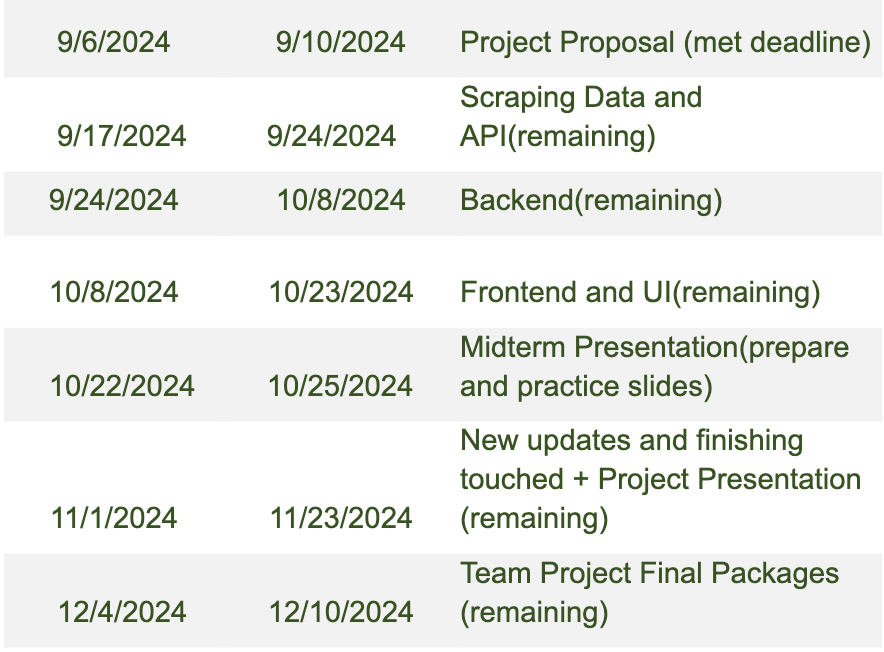 9/6/2024 9/10/2024 Project Proposal (met deadline)
Scraping Data and
9/17/2024 9/24/2024 API(remaining)
9/24/2024 10/8/2024 Backend(remaining)
10/8/2024 10/23/2024 Frontend and UI(remaining)
Midterm Presentation(prepare
10/22/2024 10/25/2024 and practice slides)
New updates and finishing
touched + Project Presentation
11/1/2024 11/23/2024 (remaining)
Team Project Final Packages
12/4/2024 12/10/2024 (remaining)